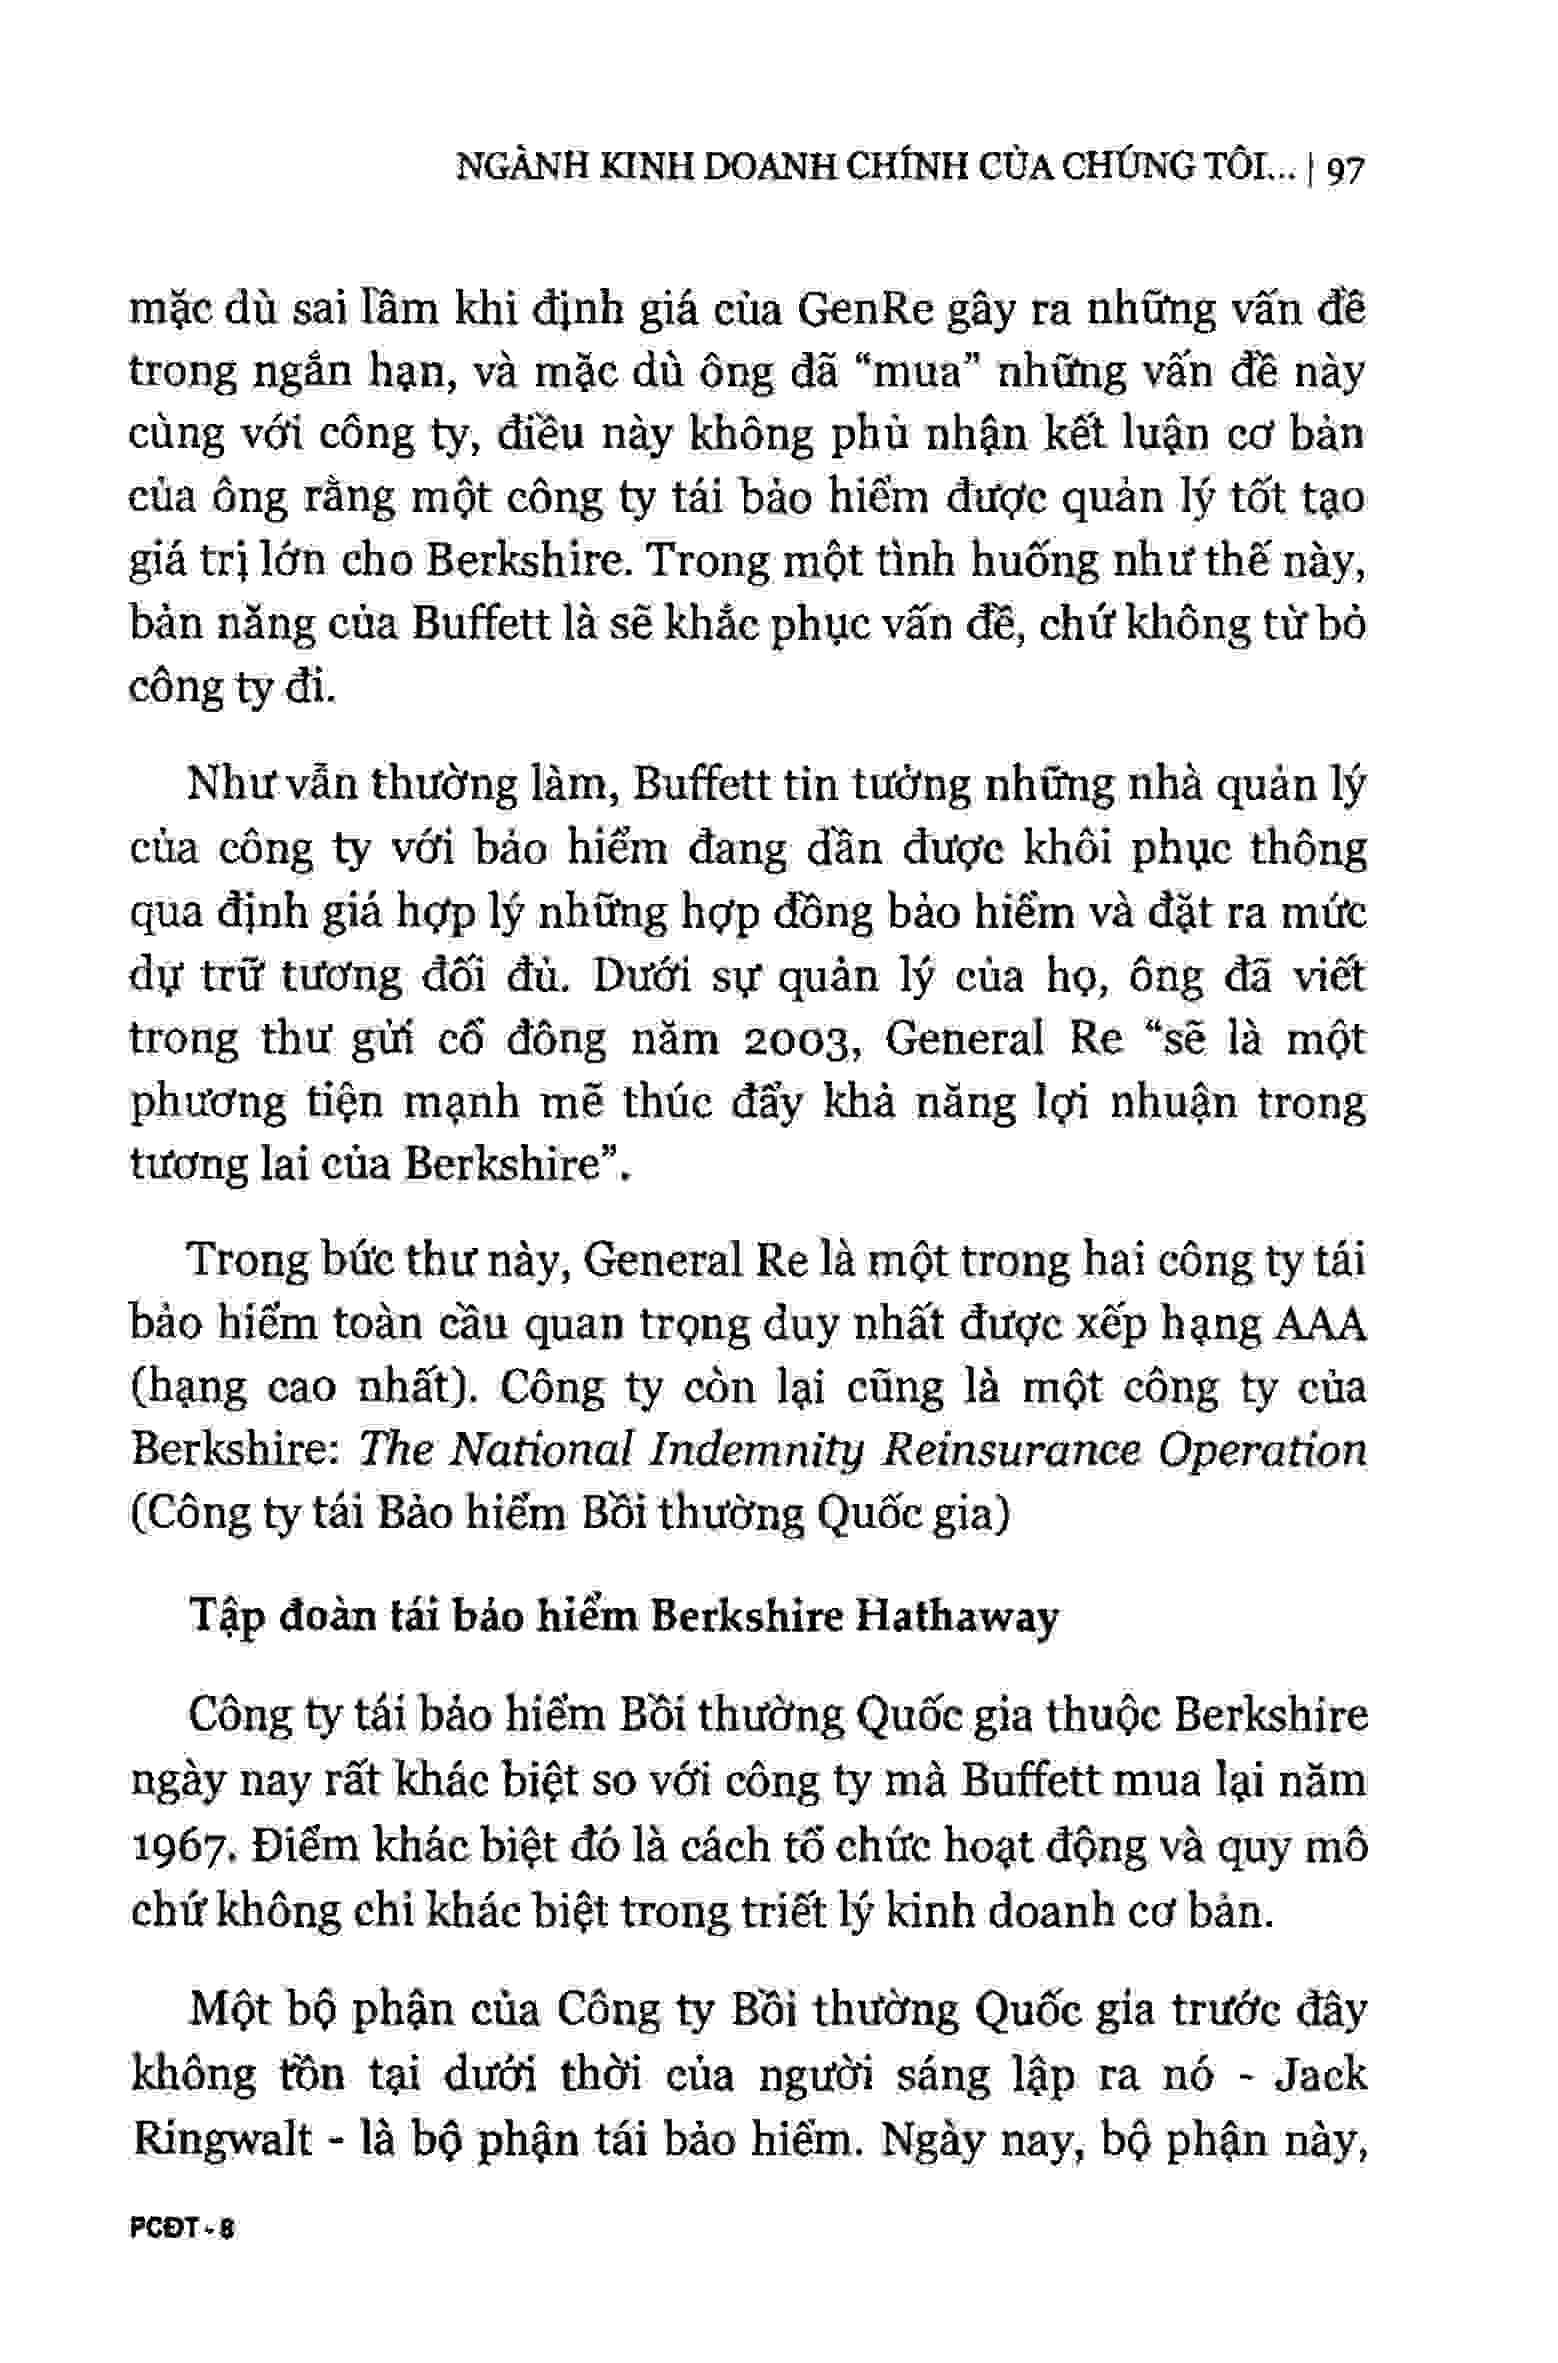 NGÀNH KINH DOANH CHÍNH CỦA CHÚNG TÔI... | 97
mặc dù sai lầm khi định giá của GenRe gây ra những vấn đề
trong ngắn hạn, và mặc dù ông đã “mua” những vấn đề này
cùng với công ty, điều này không phủ nhận kết luận cơ bản
của ông rằng một công ty tái bảo hiểm được quản lý tốt tạo
giá trị lớn cho Berkshire. Trong một tình huống như thế này,
bản năng của Buffett là sẽ khắc phục vấn đề, chứ không từ bỏ
công ty đi.
Như vẫn thường làm, Buffett tin tưởng những nhà quản lý
của công ty với bảo hiểm đang dần được khôi phục thông
qua định giá hợp lý những hợp đồng bảo hiểm và đặt ra mức
dự trữ tương đối đủ. Dưới sự quản lý của họ, ông đã viết
trong thư gửi cổ đông năm 2003, General Re “sẽ là một
phương tiện mạnh mẽ thúc đẩy khả năng lợi nhuận trong
tương lai của Berkshire”.
Trong bức thư này, General Re là một trong hai công ty tái
bảo hiểm toàn cầu quan trọng duy nhất được xếp hạng AAA
(hạng cao nhất). Công ty còn lại cũng là một công ty của
Berkshire: The National Indemnity Reinsurance Operation
(Công ty tái Bảo hiểm Bồi thường Quốc gia)
Tập đoàn tái bảo hiểm Berkshire Hathaway
Công ty tái bảo hiểm Bồi thường Quốc gia thuộc Berkshire
ngày nay rất khác biệt so với công ty mà Buffett mua lại năm
1967. Điểm khác biệt đó là cách tổ chức hoạt động và quy mô
chứ không chỉ khác biệt trong triết lý kinh doanh cơ bản.
Một bộ phận của Công ty Bồi thường Quốc gia trước đây
không tồn tại dưới thời của người sáng lập ra nó - Jack
Ringwalt - là bộ phận tái bảo hiểm. Ngày nay, bộ phận này,
PCĐT - 8